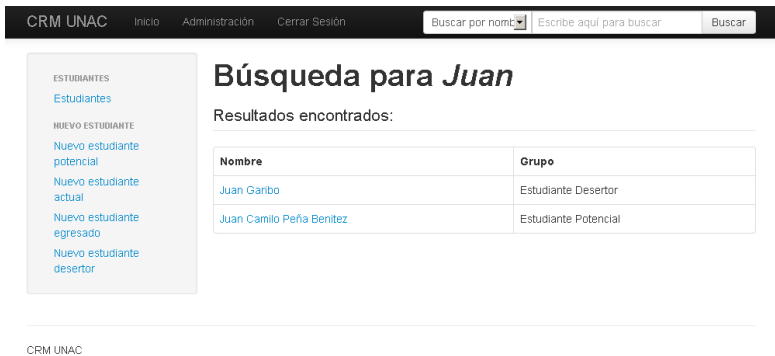 CRM UNAC Inicio Administración Cerrar Sesión Buscar por nomb Escribe aquí para buscar Buscar
ESTUDIANTES
Estudiantes
NUEVO ESTUDIANTE
Nuevo estudiante
potencial
Nuevo estudiante
actual
Nuevo estudiante
egresado
Nuevo estudiante
desertor
Búsqueda para Juan
Resultados encontrados:
Nombre Grupo
Juan Garibo Estudiante Desertor
Juan Camilo Peña Benitez Estudiante Potencial
CRM UNAC